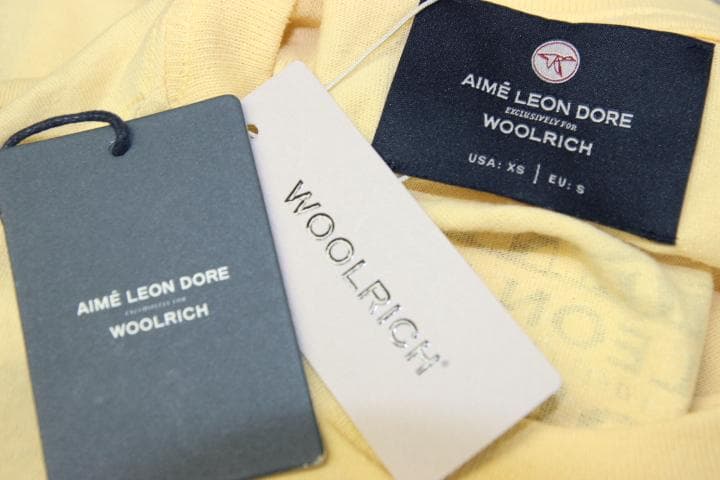 AIMÉ LEON DORE
EXCLUSIVELY FOR
WOOLRICH
USA: XS | EU: S
WOOLRICH®
AIMÉ LEON DORE
EXCLUSIVELY FOR
WOOLRICH